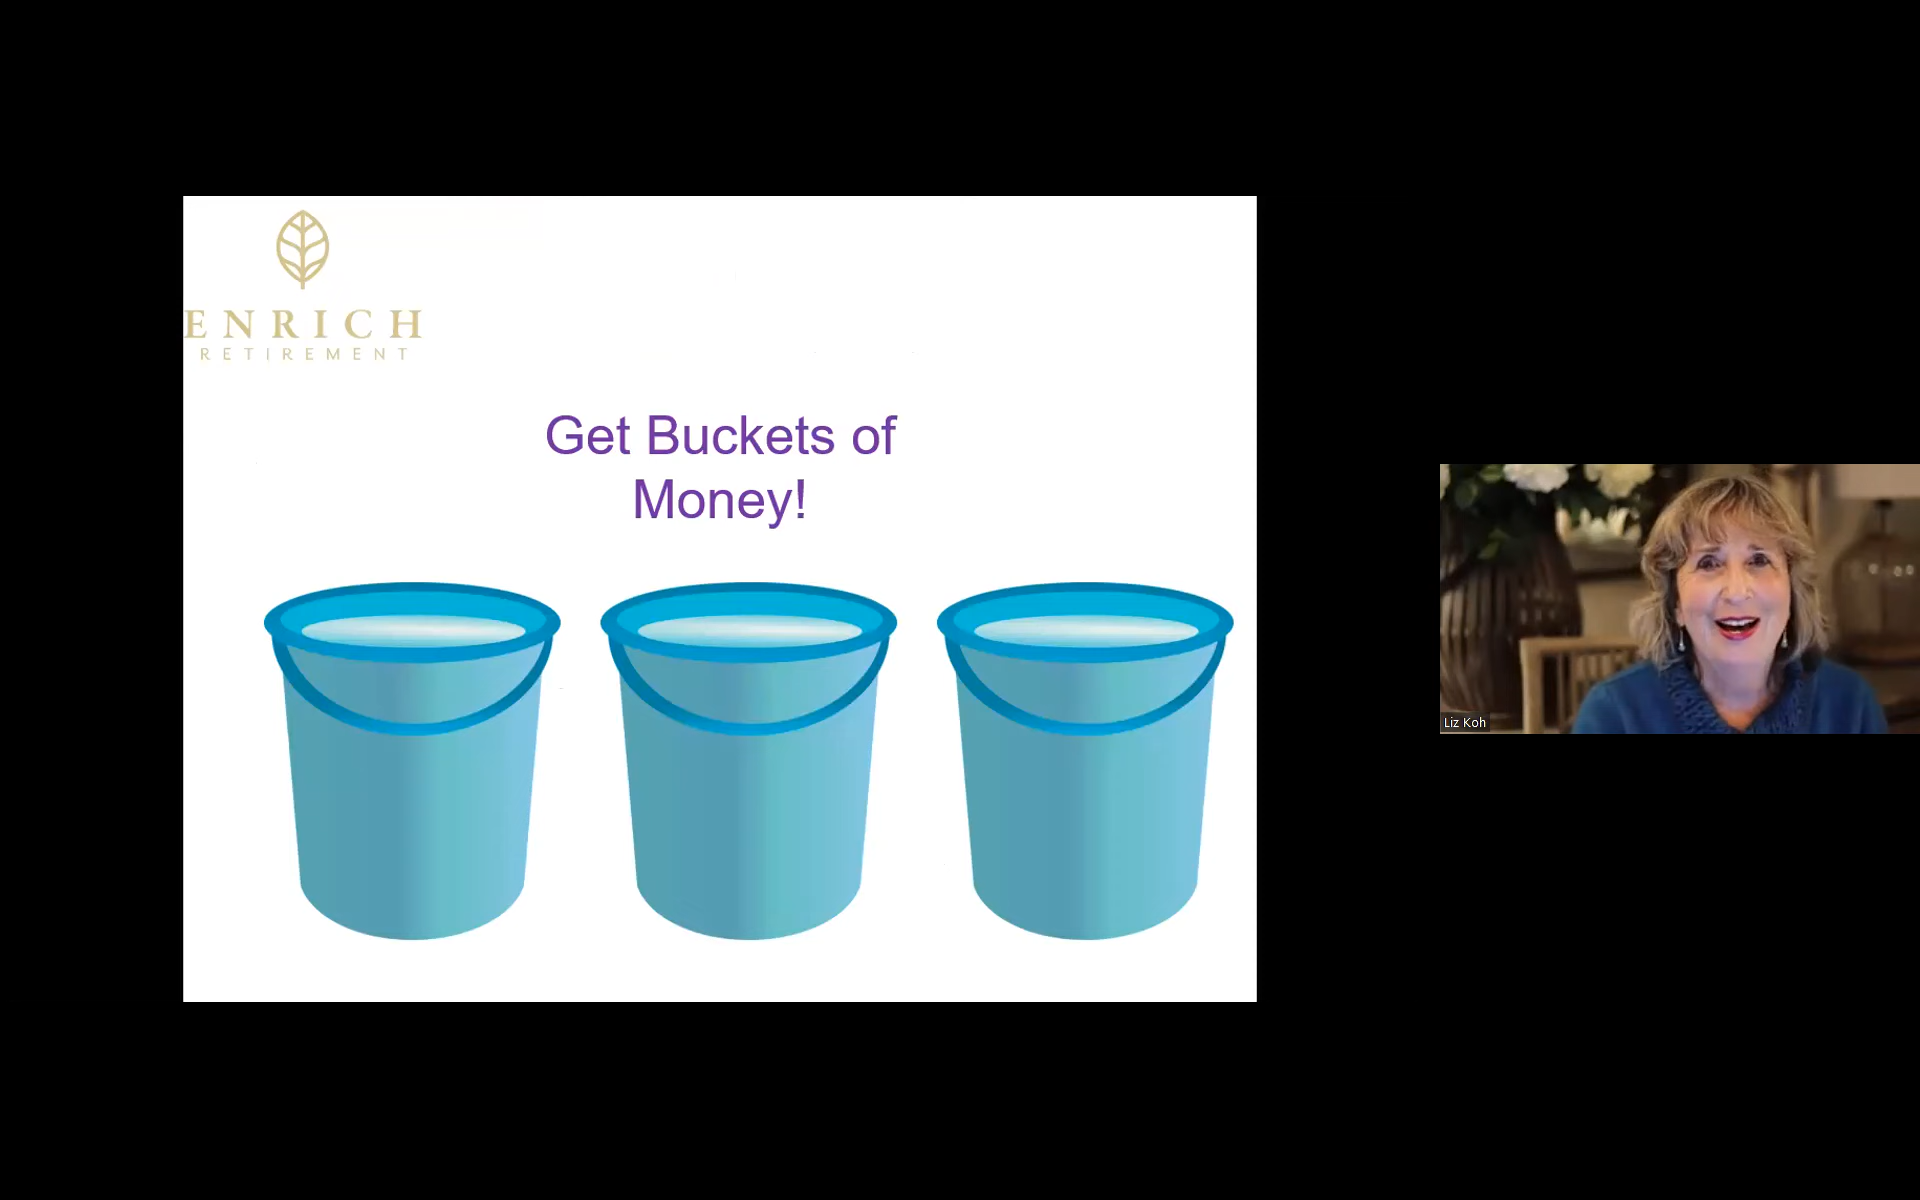 ENRICH
RETIREMENT
Get Buckets of
Money!
Liz Koh